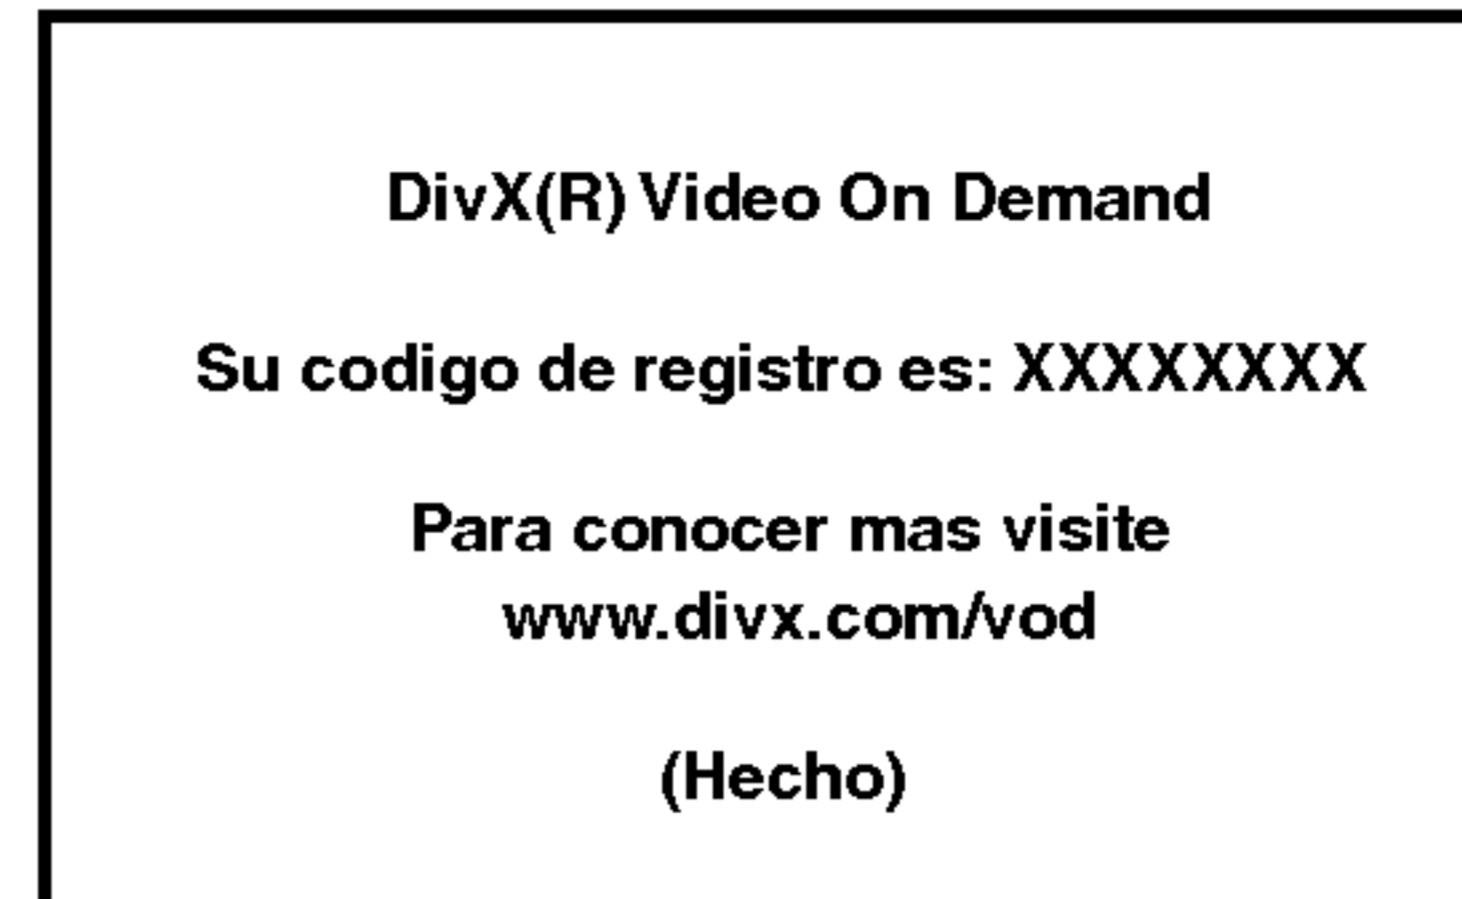 DivX(R) Video On Demand
Su codigo de registro es: XXXXXXXX
Para conocer mas visite
www.divx.com/vod
(Hecho)